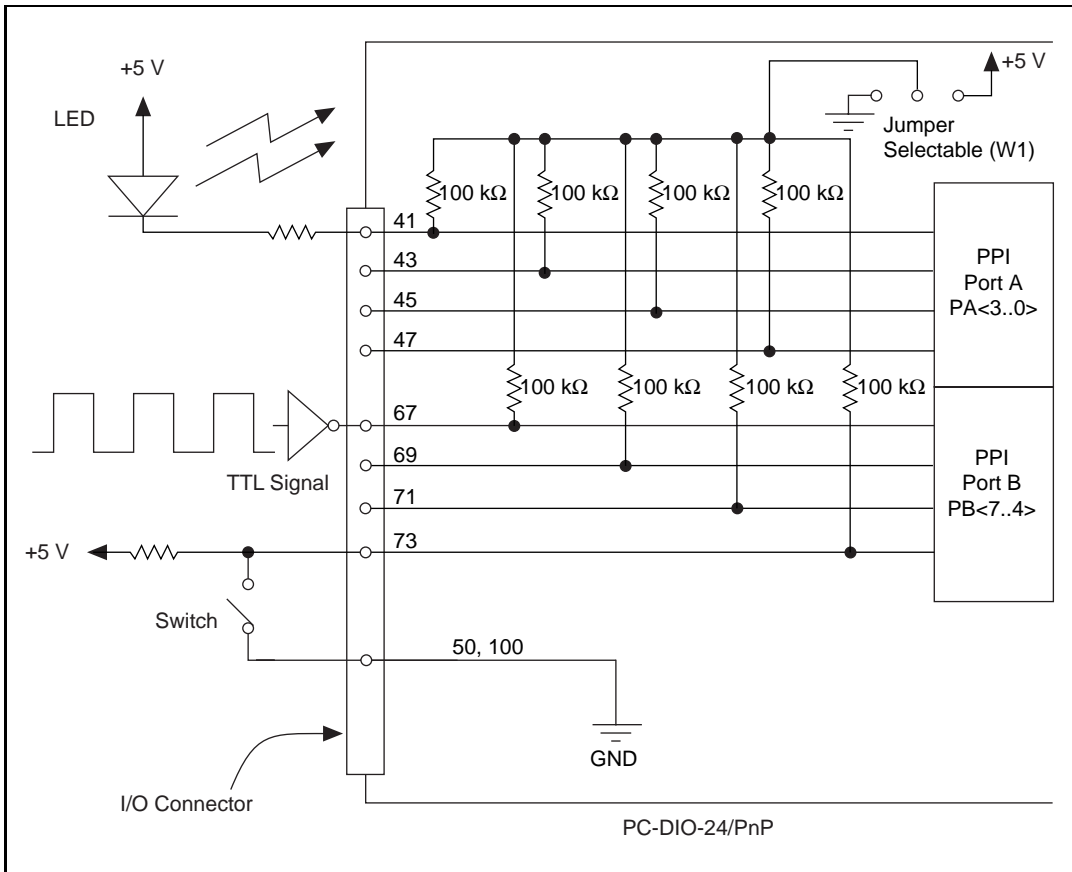 +5 V
LED
+5 V
Jumper
Selectable (W1)
100 kΩ
100 kΩ
100 kΩ
100 kΩ
41
43
45
47
PPI
Port A
PA<3..0>
100 kΩ
100 kΩ
100 kΩ
100 kΩ
67
69
71
73
TTL Signal
PPI
Port B
PB<7..4>
+5 V
Switch
50, 100
GND
I/O Connector
PC-DIO-24/PnP